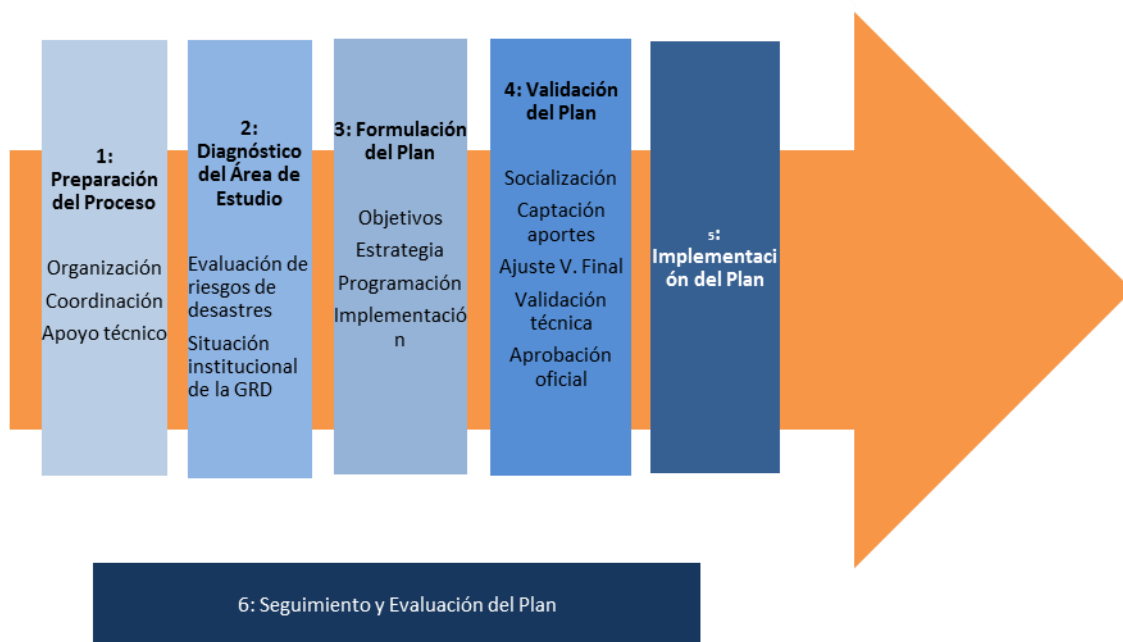 1:
Preparación
del Proceso
Organización
Coordinación
Apoyo técnico
2:
Diagnóstico
del Área de
Estudio
Evaluación de
riesgos de
desastres
Situación
institucional
de la GRD
3: Formulación
del Plan
Objetivos
Estrategia
Programación
Implementació
n
4: Validación
del Plan
Socialización
Captación
aportes
Ajuste V. Final
Validación
técnica
Aprobación
oficial
5:
Implementaci
ón del Plan
6: Seguimiento y Evaluación del Plan